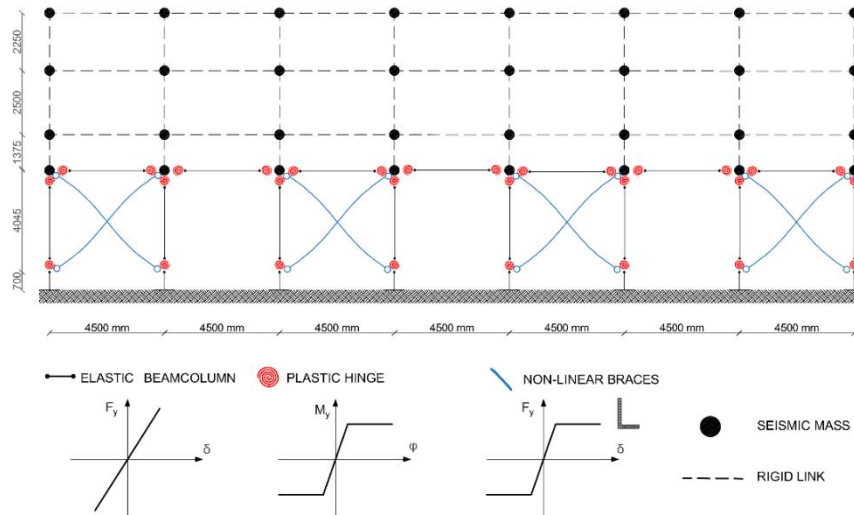 2250
2500
1375
4045
700
4500 mm 4500 mm 4500 mm 4500 mm 4500 mm 4500 mm 4500 mm
ELASTIC BEAMCOLUMN
PLASTIC HINGE
NON-LINEAR BRACES
Fy
δ
My
φ
Fy
δ
SEISMIC MASS
RIGID LINK